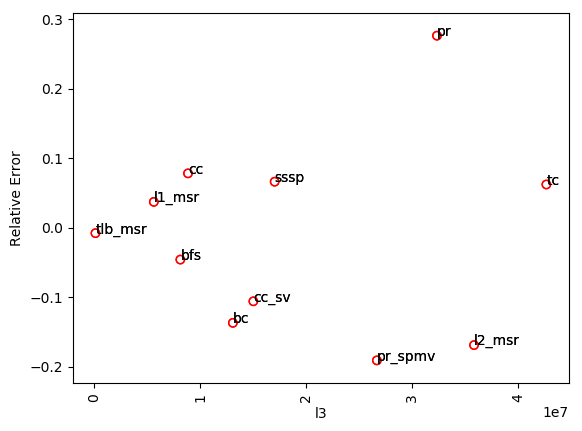 0.3
pr
0.2
0.1
cc
sssp
tc
l1_msr
Relative Error
0.0
tlb_msr
bfs
−0.1
cc_sv
bc
l2_msr
pr_spmv
−0.2
0
1
2
3
4
l3
1e7